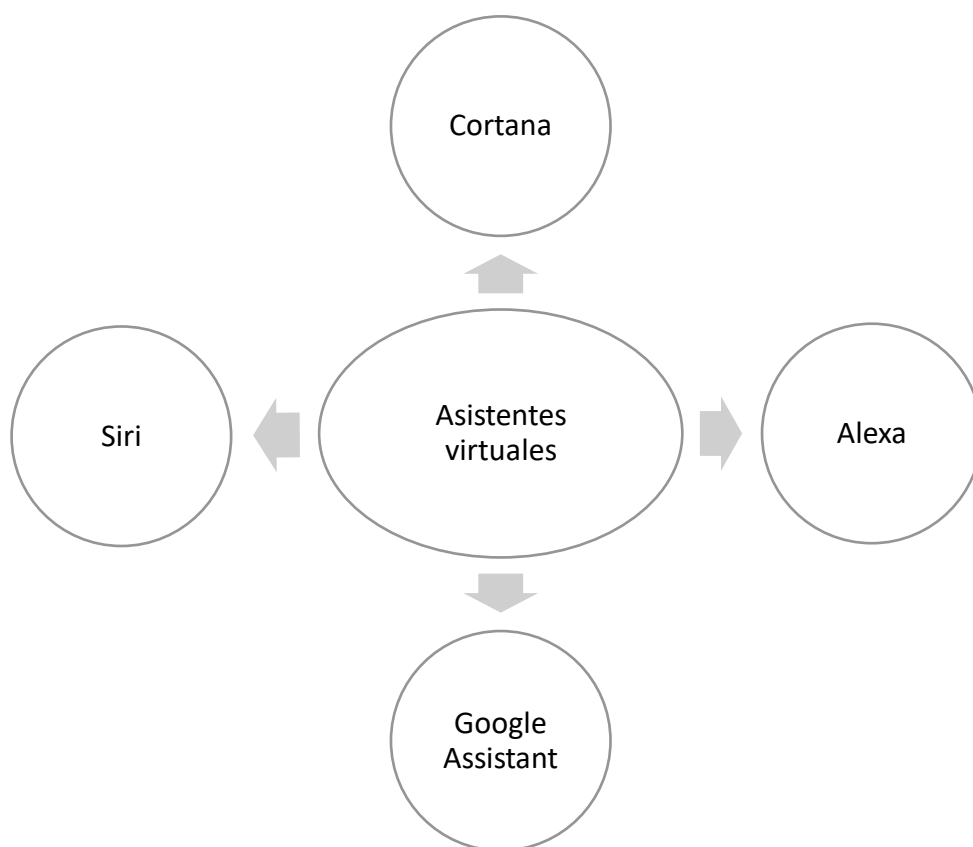 Cortana
Siri
Asistentes
virtuales
Alexa
Google
Assistant